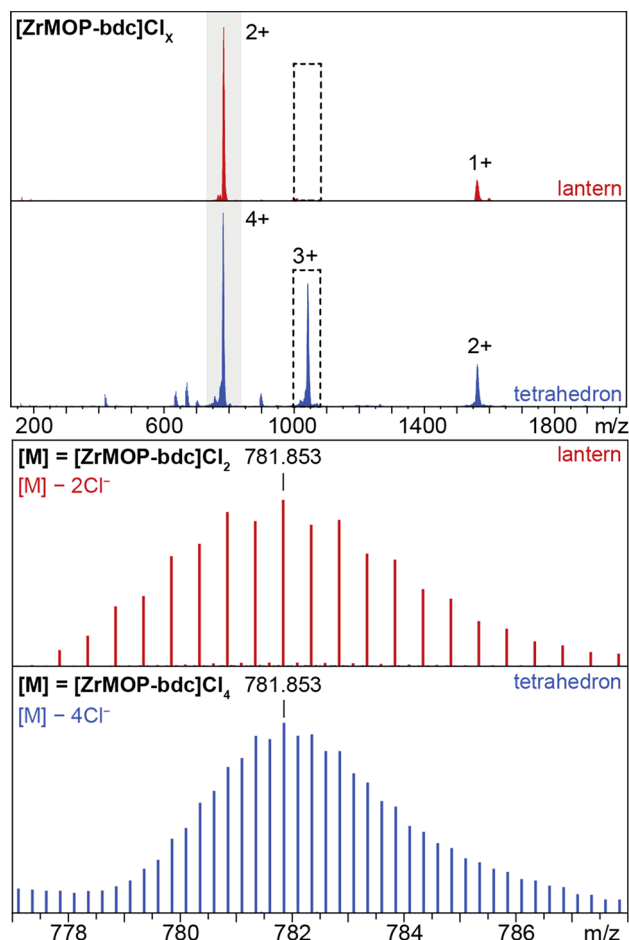 [ZrMOP-bdc]Clx
2+
1+
lantern
4+
3+
2+
tetrahedron
200 600 1000 1400 1800 m/z
[M] = [ZrMOP-bdc]Cl2 781.853 lantern
[M] − 2Cl−
[M] = [ZrMOP-bdc]Cl4 781.853 tetrahedron
[M] − 4Cl−
778 780 782 784 786 m/z